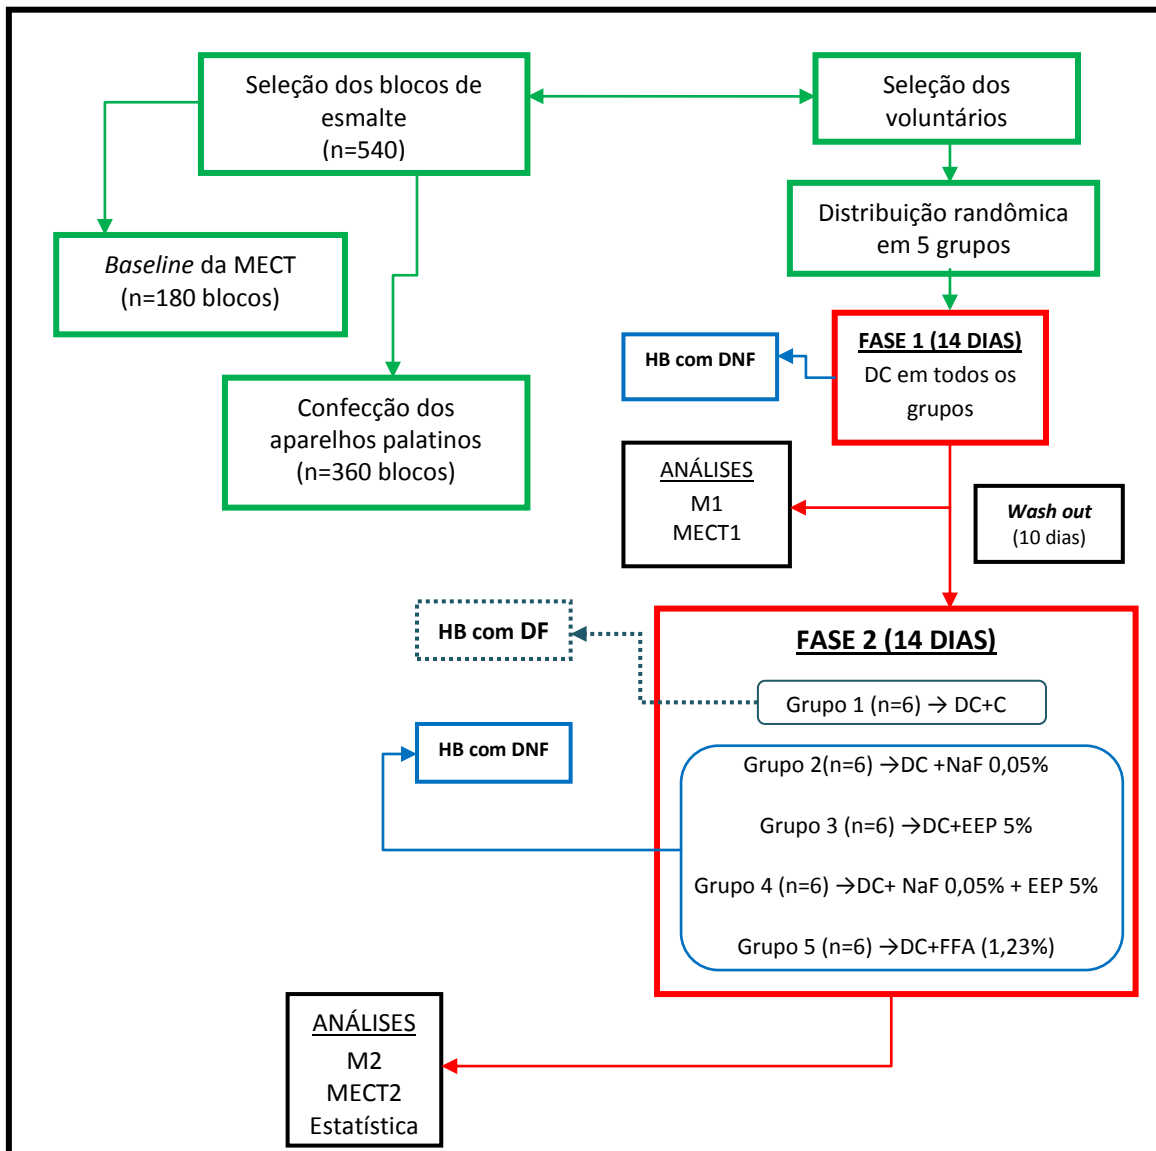 Seleção dos blocos de
esmalte
(n=540)
Seleção dos
voluntários
Distribuição randômica
em 5 grupos
Baseline da MECT
(n=180 blocos)
Confecção dos
aparelhos palatinos
(n=360 blocos)
HB com DNF
FASE 1 (14 DIAS)
DC em todos os
grupos
ANÁLISES
M1
MECT1
Wash out
(10 dias)
HB com DF
FASE 2 (14 DIAS)
Grupo 1 (n=6) → DC+C
HB com DNF
Grupo 2(n=6) →DC +NaF 0,05%
Grupo 3 (n=6) →DC+EEP 5%
Grupo 4 (n=6) →DC+ NaF 0,05% + EEP 5%
Grupo 5 (n=6) →DC+FFA (1,23%)
ANÁLISES
M2
MECT2
Estatística